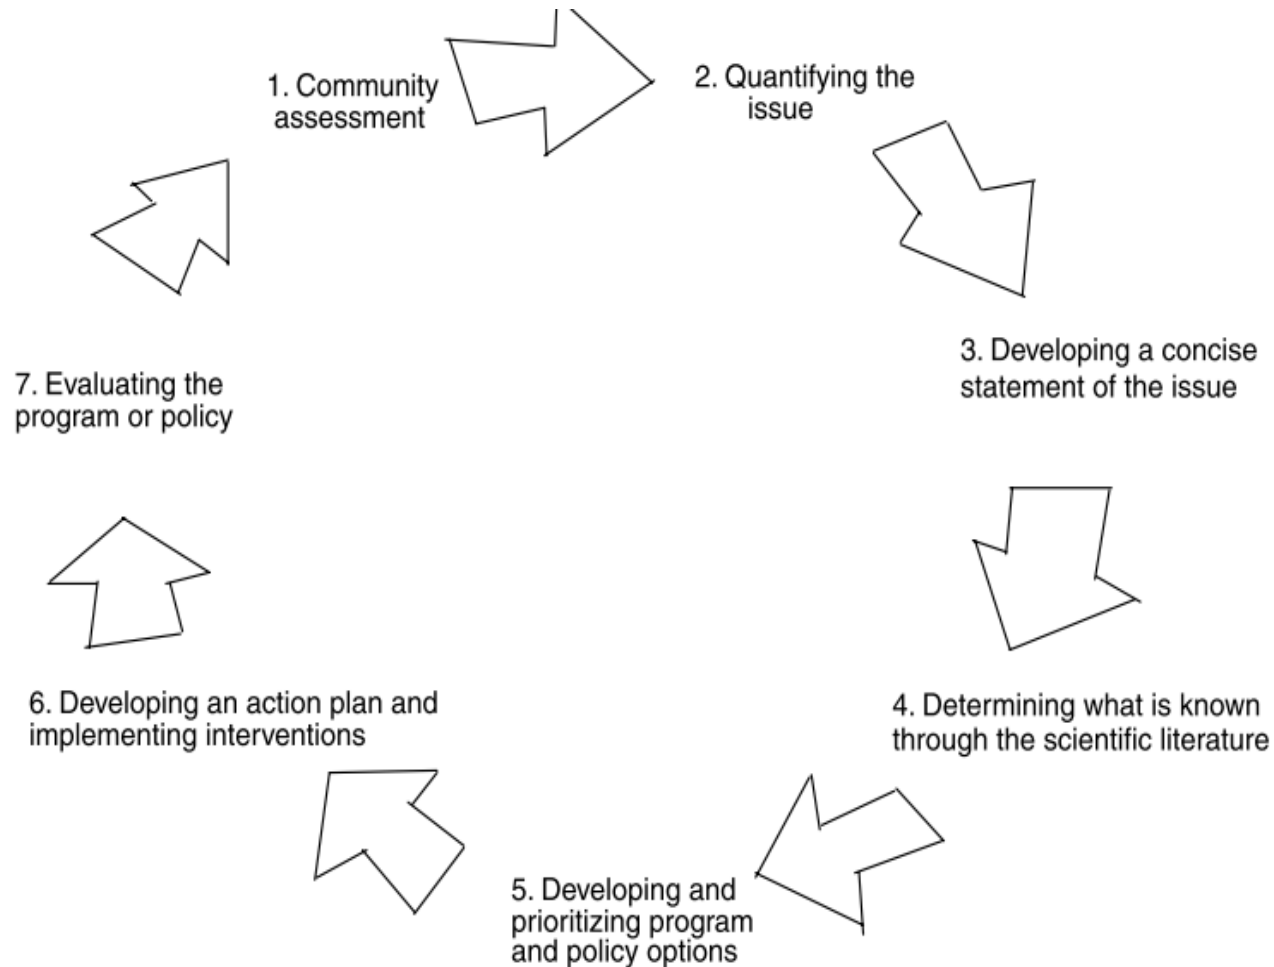 1. Community
assessment
2. Quantifying the
issue
3. Developing a concise
statement of the issue
4. Determining what is known
through the scientific literature
5. Developing and
prioritizing program
and policy options
6. Developing an action plan and
implementing interventions
7. Evaluating the
program or policy